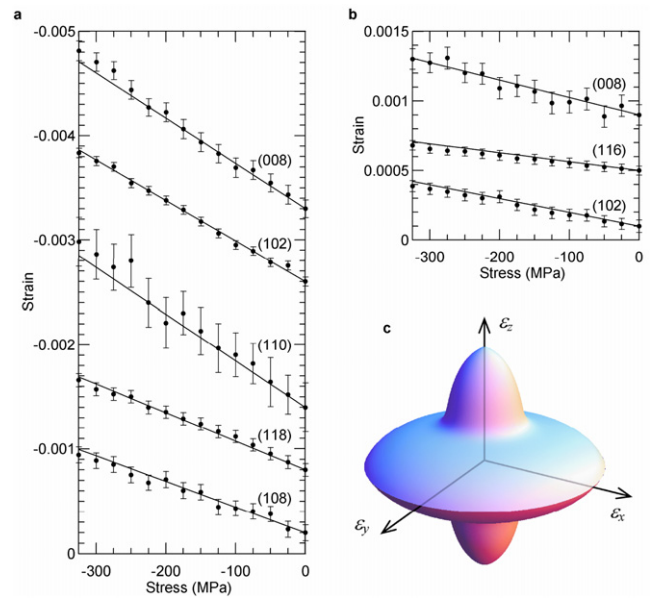 a
-0.005
-0.004
-0.003
-0.002
-0.001
0
Strain
(008)
(102)
(110)
(118)
(108)
-300
-200
-100
0
Stress (MPa)
b
0.0015
0.001
0.0005
0
Strain
(008)
(116)
(102)
-300
-200
-100
0
Stress (MPa)
c
εz
εx
εy